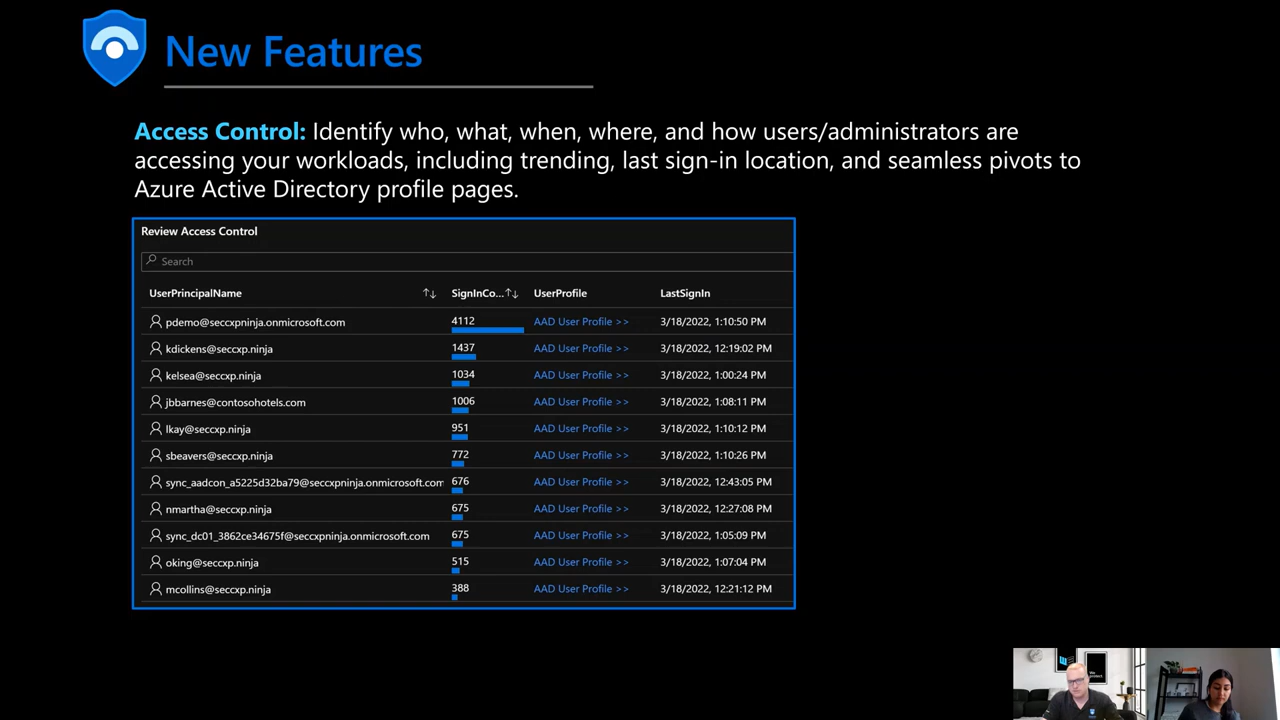 New Features
Access Control: Identify who, what, when, where, and how users/administrators are
accessing your workloads, including trending, last sign-in location, and seamless pivots to
Azure Active Directory profile pages.
Review Access Control
Search
UserPrincipalName SignInCo... UserProfile LastSignIn
pdemo@seccxpninja.onmicrosoft.com 4112 AAD User Profile >> 3/18/2022, 1:10:50 PM
kdickens@seccxp.ninja 1437 AAD User Profile >> 3/18/2022, 12:19:02 PM
kelsea@seccxp.ninja 1034 AAD User Profile >> 3/18/2022, 1:00:24 PM
jbbarnes@contosohotels.com 1006 AAD User Profile >> 3/18/2022, 1:08:11 PM
lkay@seccxp.ninja 951 AAD User Profile >> 3/18/2022, 1:10:12 PM
sbeavers@seccxp.ninja 772 AAD User Profile >> 3/18/2022, 1:10:26 PM
sync_aadcon_a5225d32ba79@seccxpninja.onmicrosoft.com 676 AAD User Profile >> 3/18/2022, 12:43:05 PM
nmartha@seccxp.ninja 675 AAD User Profile >> 3/18/2022, 12:27:08 PM
sync_dc01_3862ce34675f@seccxpninja.onmicrosoft.com 675 AAD User Profile >> 3/18/2022, 1:05:09 PM
oking@seccxp.ninja 515 AAD User Profile >> 3/18/2022, 1:07:04 PM
mcollins@seccxp.ninja 388 AAD User Profile >> 3/18/2022, 12:21:12 PM